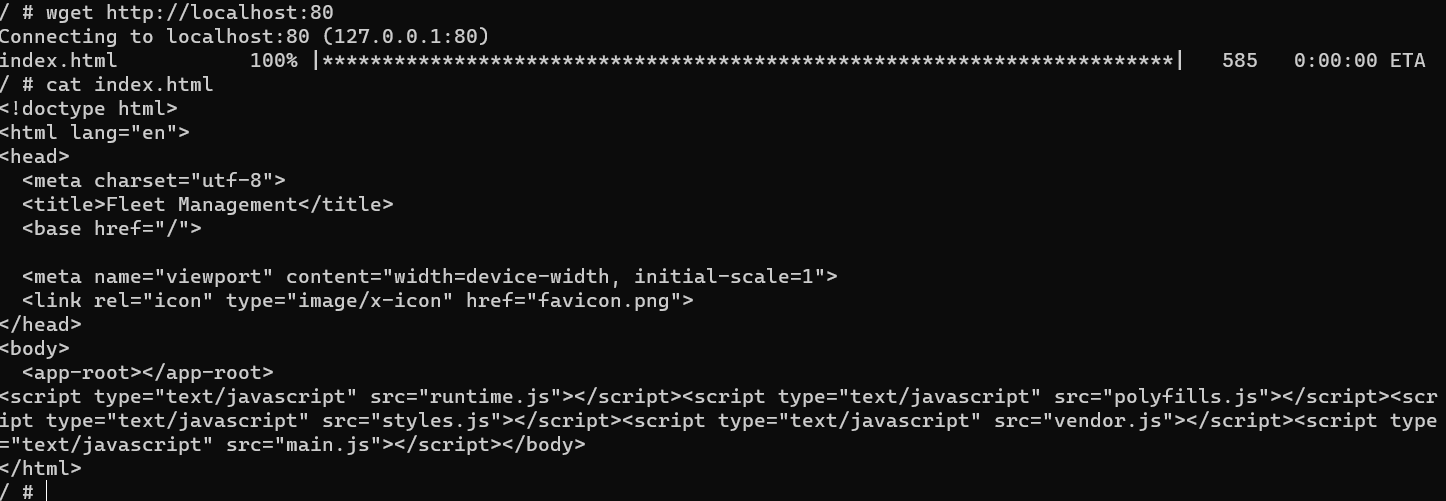 / # wget http://localhost:80
Connecting to localhost:80 (127.0.0.1:80)
index.html           100% |***********************************************************************|   585   0:00:00 ETA
/ # cat index.html
<!doctype html>
<html lang="en">
<head>
  <meta charset="utf-8">
  <title>Fleet Management</title>
  <base href="/">

  <meta name="viewport" content="width=device-width, initial-scale=1">
  <link rel="icon" type="image/x-icon" href="favicon.png">
</head>
<body>
  <app-root></app-root>
<script type="text/javascript" src="runtime.js"></script><script type="text/javascript" src="polyfills.js"></script><scr
ipt type="text/javascript" src="styles.js"></script><script type="text/javascript" src="vendor.js"></script><script type
="text/javascript" src="main.js"></script></body>
</html>
/ #